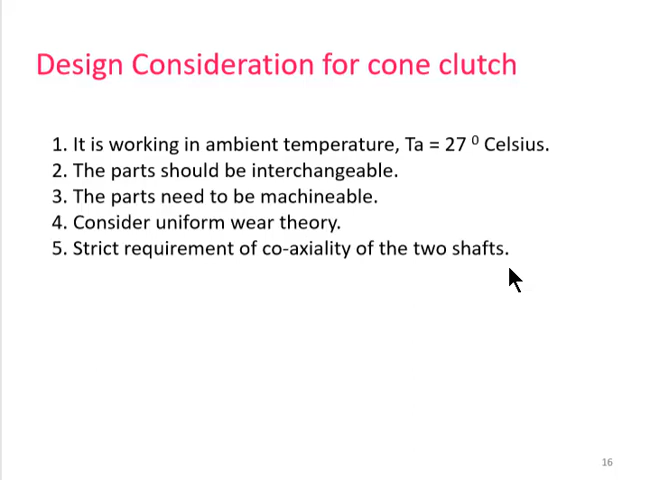 Design Consideration for cone clutch
1. It is working in ambient temperature, Ta = 27 ⁰ Celsius.
2. The parts should be interchangeable.
3. The parts need to be machineable.
4. Consider uniform wear theory.
5. Strict requirement of co-axiality of the two shafts.
16